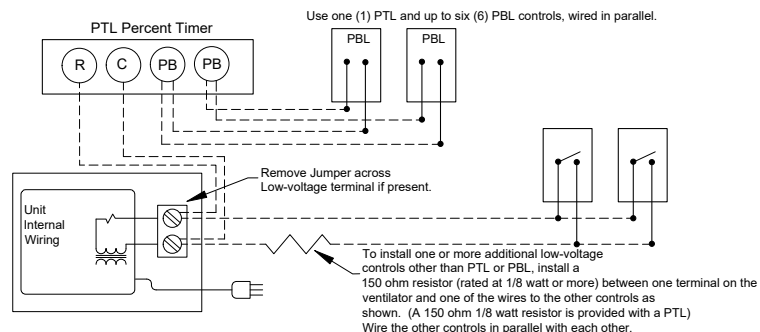 Use one (1) PTL and up to six (6) PBL controls, wired in parallel.
PTL Percent Timer
PBL PBL
R C PB PB
Remove Jumper across
Low-voltage terminal if present.
Unit
Internal
Wiring
To install one or more additional low-voltage
controls other than PTL or PBL, install a
150 ohm resistor (rated at 1/8 watt or more) between one terminal on the
ventilator and one of the wires to the other controls as
shown. (A 150 ohm 1/8 watt resistor is provided with a PTL)
Wire the other controls in parallel with each other.